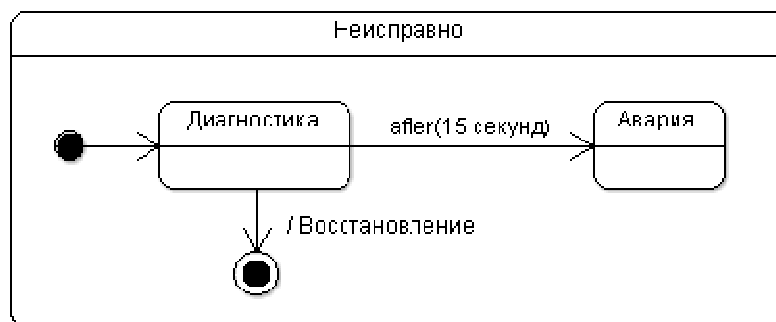 Неисправно
Диагностика
after(15 секунд)
Авария
/ Восстановление